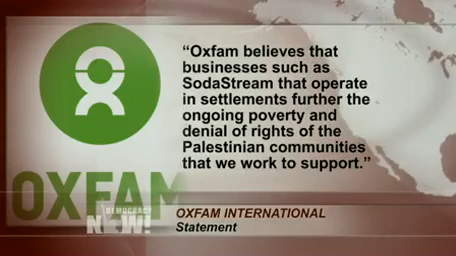 “Oxfam believes that
businesses such as
SodaStream that operate
in settlements further the
ongoing poverty and
denial of rights of the
Palestinian communities
that we work to support.”
OXFAM
DEMOCRACY
NOW!
OXFAM INTERNATIONAL
Statement